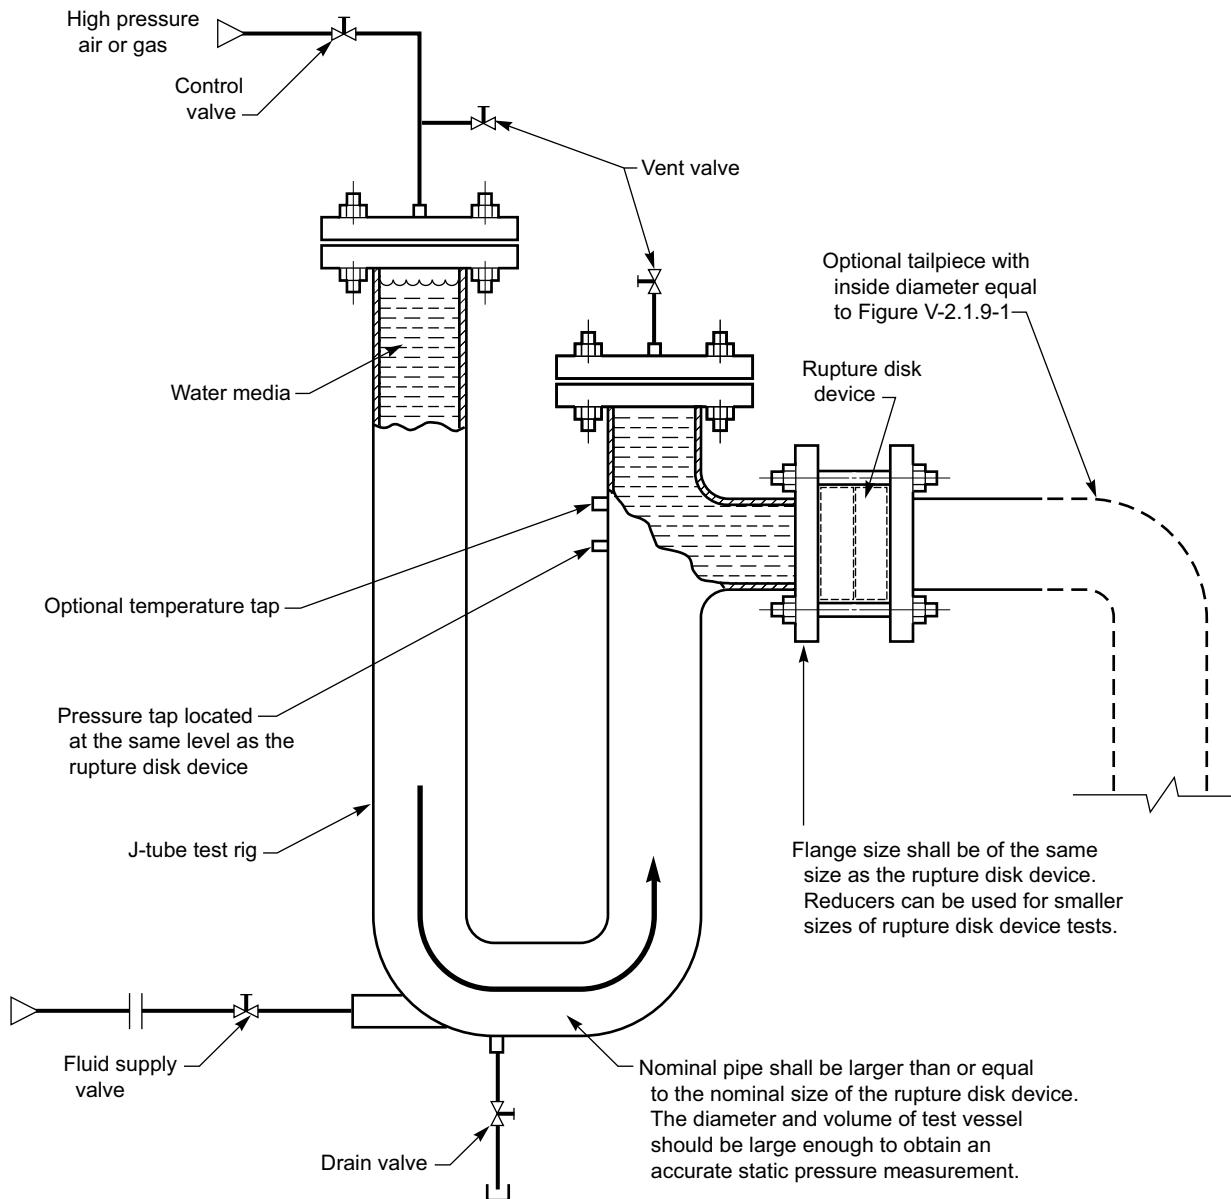 High pressure
air or gas
Control
valve
Vent valve
Optional tailpiece with
inside diameter equal
to Figure V-2.1.9-1
Rupture disk
device
Water media
Optional temperature tap
Pressure tap located
at the same level as the
rupture disk device
J-tube test rig
Flange size shall be of the same
size as the rupture disk device.
Reducers can be used for smaller
sizes of rupture disk device tests.
Fluid supply
valve
Nominal pipe shall be larger than or equal
to the nominal size of the rupture disk device.
The diameter and volume of test vessel
should be large enough to obtain an
accurate static pressure measurement.
Drain valve